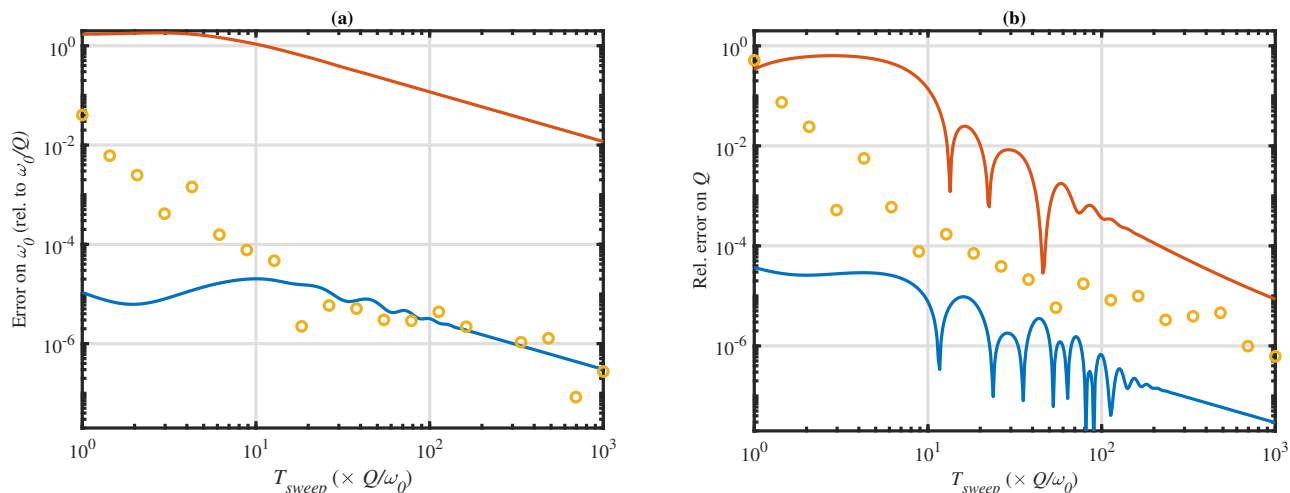 (a)
10^0
10^-2
10^-4
10^-6
Error on ω_0 (rel. to ω_0/Q)
10^0
10^1
10^2
10^3
T_sweep (× Q/ω_0)
(b)
10^0
10^-2
10^-4
10^-6
Rel. error on Q
10^0
10^1
10^2
10^3
T_sweep (× Q/ω_0)